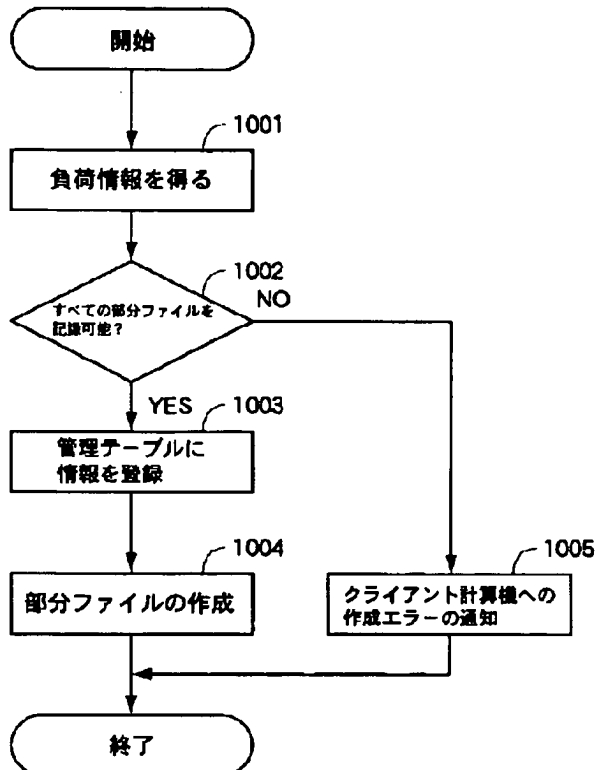 開始
1001
負荷情報を得る
1002
すべての部分ファイルを
記録可能？
NO
YES
1003
管理テーブルに
情報を登録
1004
部分ファイルの作成
1005
クライアント計算機への
作成エラーの通知
終了